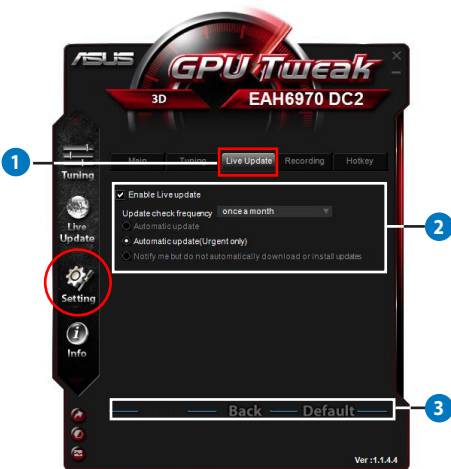 ASUS
GPU Tweak
3D EAH6970 DC2
1
Main Tuning Live Update Recording Hotkey
Tuning
Enable Liveupdate
Update check frequency once a month
Automatic update
Automatic update(Urgent only)
Notify me but do not automatically download or install updates
2
Live
Update
Setting
Info
Back Default
3
Ver :1.1.4.4